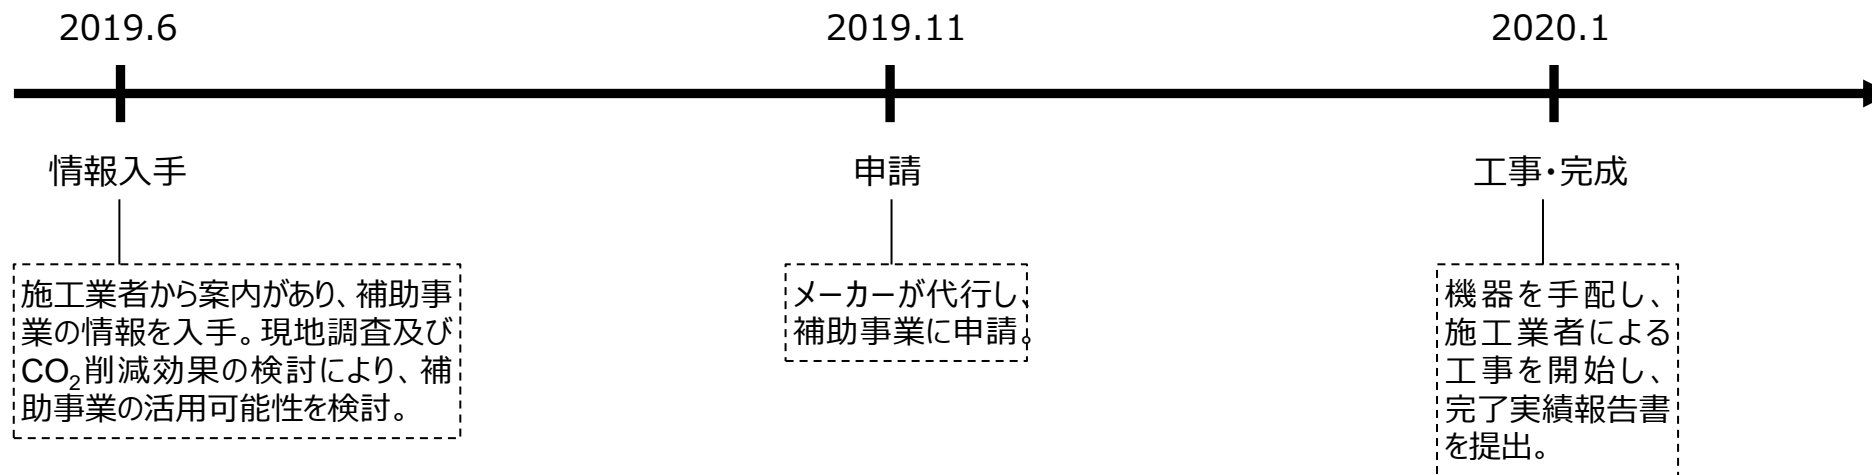 2019.6
2019.11
2020.1
情報入手
申請
工事・完成
施工業者から案内があり、補助事
業の情報を入手。現地調査及び
CO₂削減効果の検討により、補
助事業の活用可能性を検討。
メーカーが代行し、
補助事業に申請。
機器を手配し、
施工業者による
工事を開始し、
完了実績報告書
を提出。